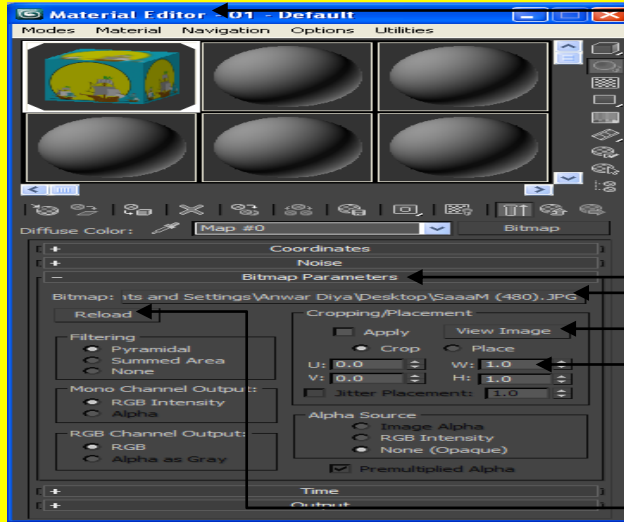 Material Editor - 01 - Default
Modes Material Navigation Options Utilities
Diffuse Color: Map #0 Bitmap
+ Coordinates
+ Noise
- Bitmap Parameters
Bitmap: nts and Settings\Anwar Diya\Desktop\SaaaM (480).JPG
Reload
Cropping/Placement
Apply View Image
Crop Place
U: 0.0 W: 1.0
V: 0.0 H: 1.0
Jitter Placement: 1.0
Filtering
Pyramidal
Summed Area
None
Mono Channel Output:
RGB Intensity
Alpha
RGB Channel Output:
RGB
Alpha as Gray
Alpha Source
Image Alpha
RGB Intensity
None (Opaque)
Premultiplied Alpha
+ Time
+ Output